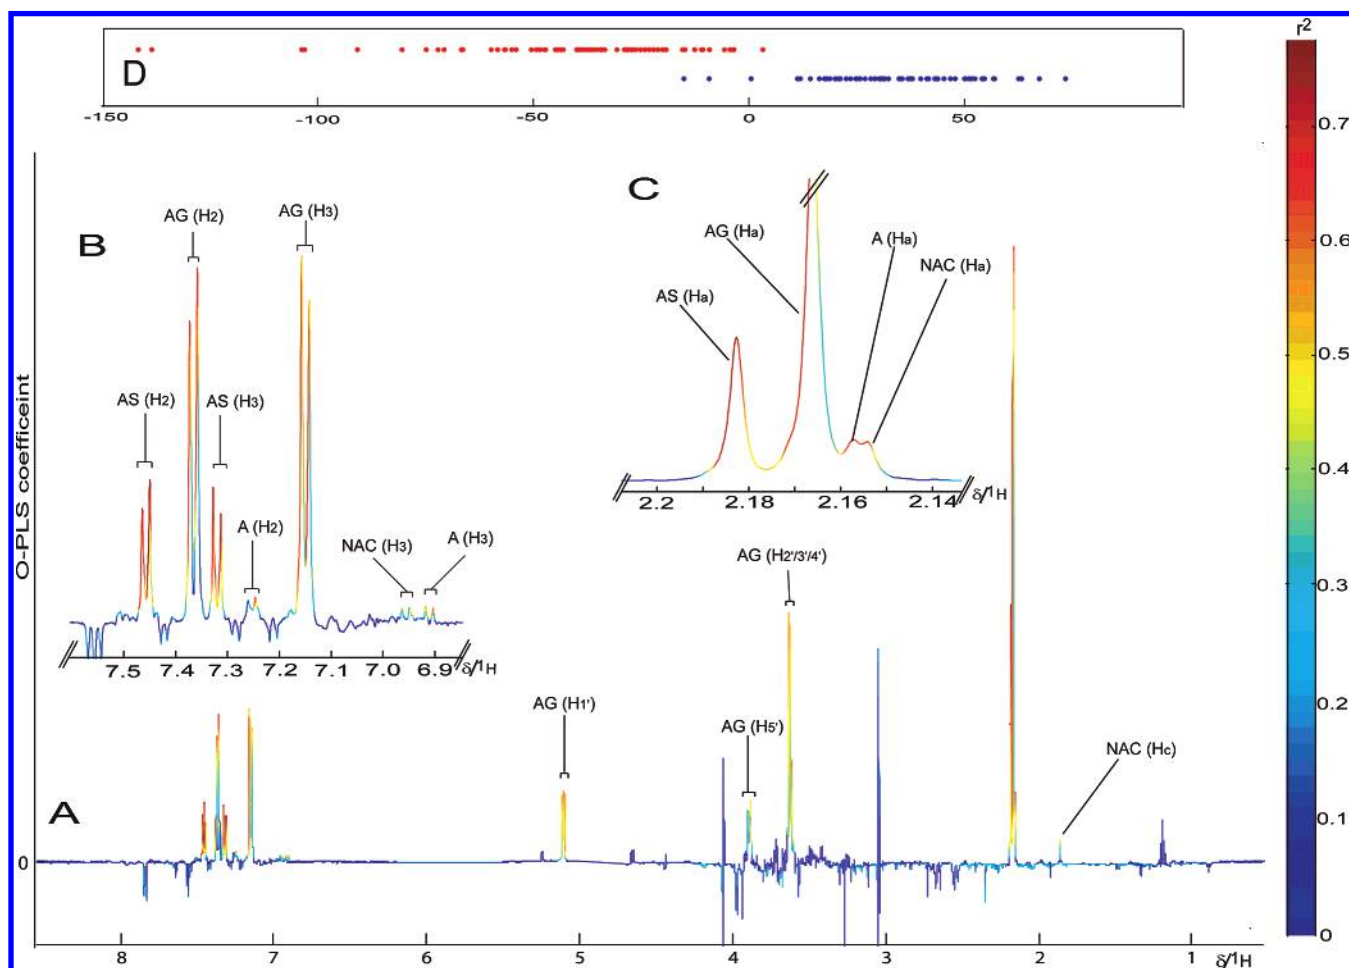 r²
D
-150 -100 -50 0 50
0.7
0.6
0.5
0.4
0.3
0.2
0.1
0
B
AG (H2)
AG (H3)
AS (H2)
AS (H3)
A (H2)
NAC (H3)
A (H3)
7.5 7.4 7.3 7.2 7.1 7.0 6.9 δ/¹H
C
AG (Ha)
A (Ha)
NAC (Ha)
AS (Ha)
2.2 2.18 2.16 2.14 δ/¹H
O-PLS coefficeint
A
AG (H1')
AG (H5')
AG (H2'/3'/4')
NAC (Hc)
0
8 7 6 5 4 3 2 1 δ/¹H